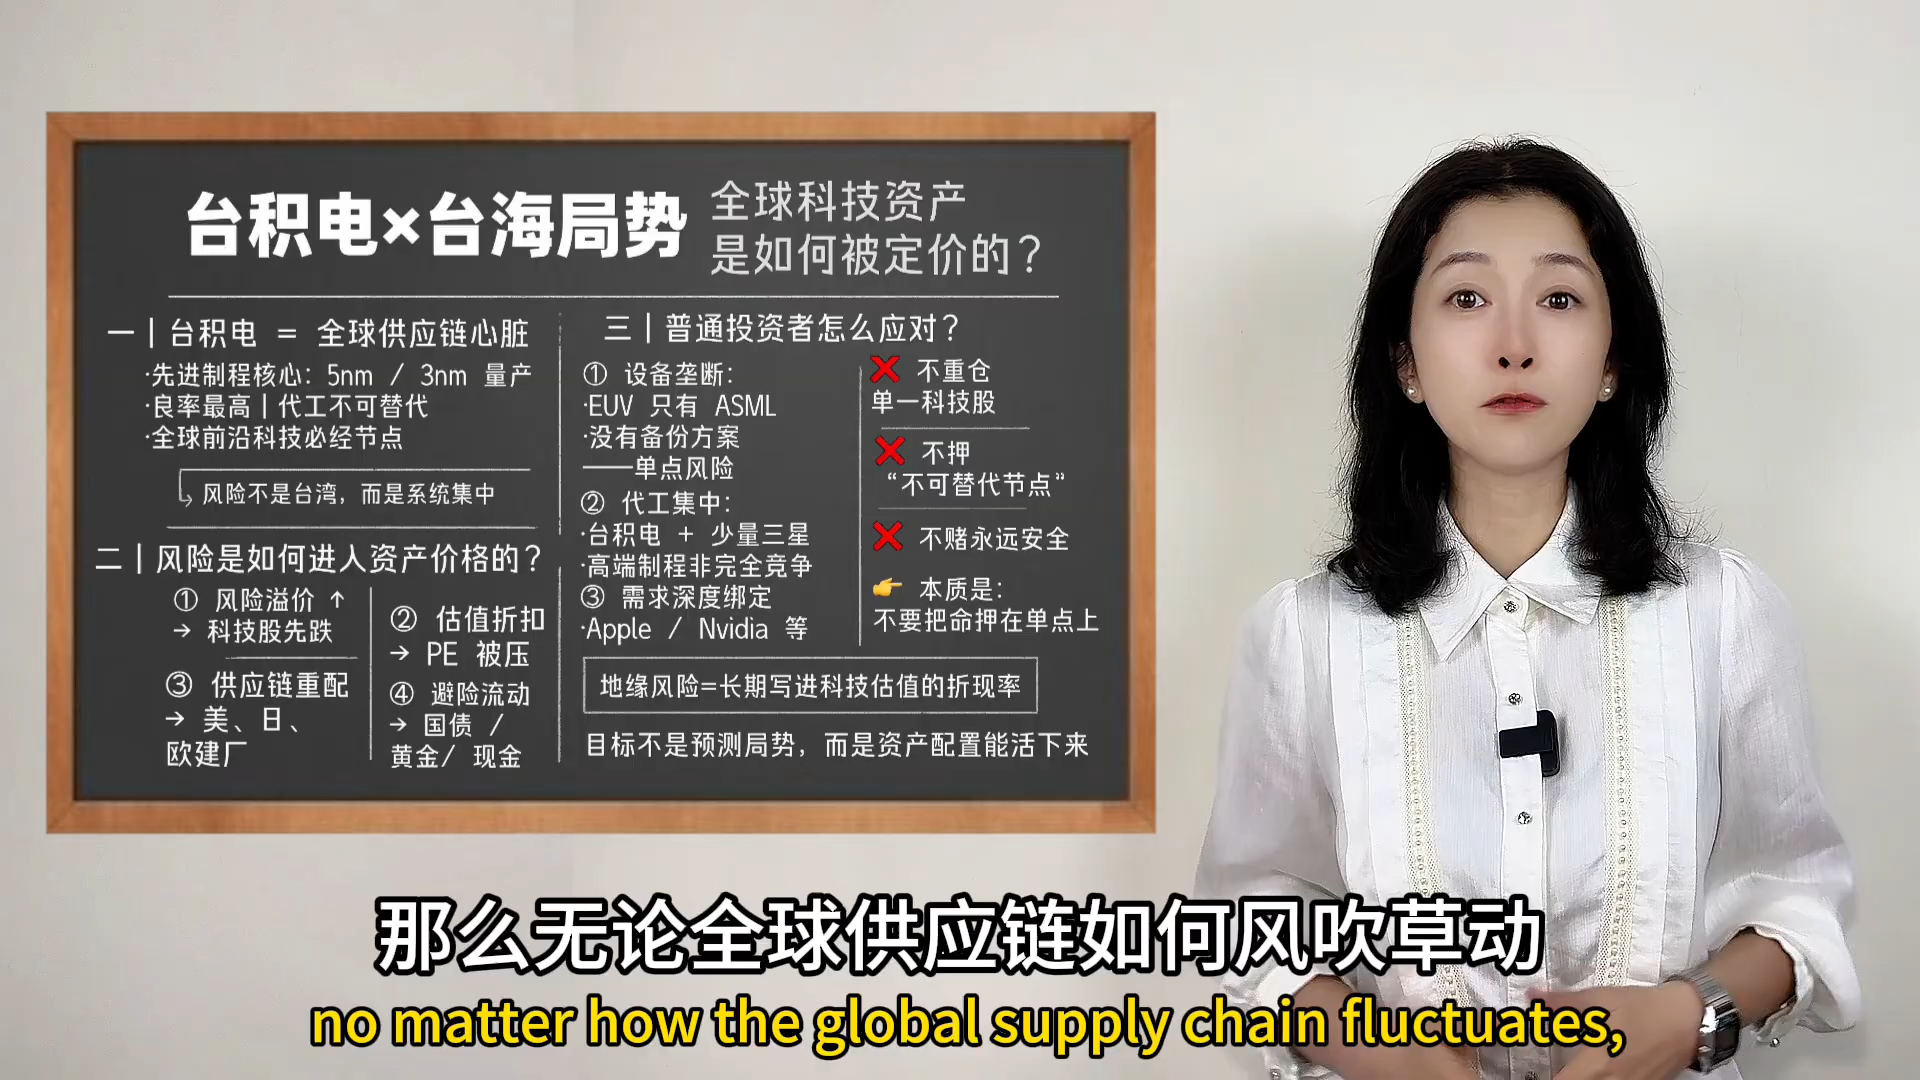 台积电×台海局势
全球科技资产
是如何被定价的？
一｜台积电 = 全球供应链心脏
·先进制程核心：5nm / 3nm 量产
·良率最高｜代工不可替代
·全球前沿科技必经节点
风险不是台湾，而是系统集中
二｜风险是如何进入资产价格的？
① 风险溢价 ↑
→ 科技股先跌
② 估值折扣
→ PE 被压
③ 供应链重配
→ 美、日、
欧建厂
④ 避险流动
→ 国债 /
黄金/ 现金
三｜普通投资者怎么应对？
① 设备垄断：
·EUV 只有 ASML
·没有备份方案
——单点风险
② 代工集中：
·台积电 + 少量三星
·高端制程非完全竞争
③ 需求深度绑定
·Apple / Nvidia 等
❌ 不重仓
单一科技股
❌ 不押
“不可替代节点”
❌ 不赌永远安全
👉 本质是：
不要把命押在单点上
地缘风险=长期写进科技估值的折现率
目标不是预测局势，而是资产配置能活下来
那么无论全球供应链如何风吹草动
no matter how the global supply chain fluctuates,